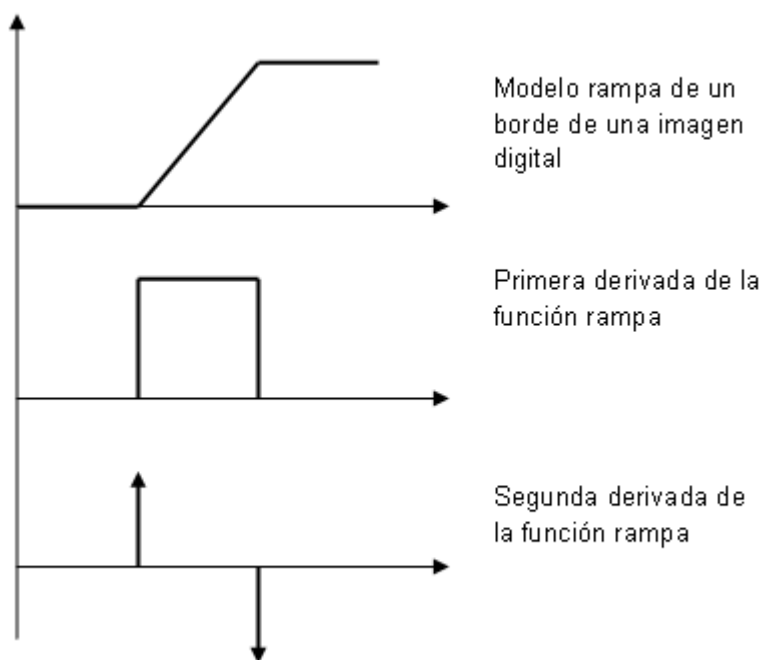 Modelo rampa de un
borde de una imagen
digital
Primera derivada de la
función rampa
Segunda derivada de
la función rampa